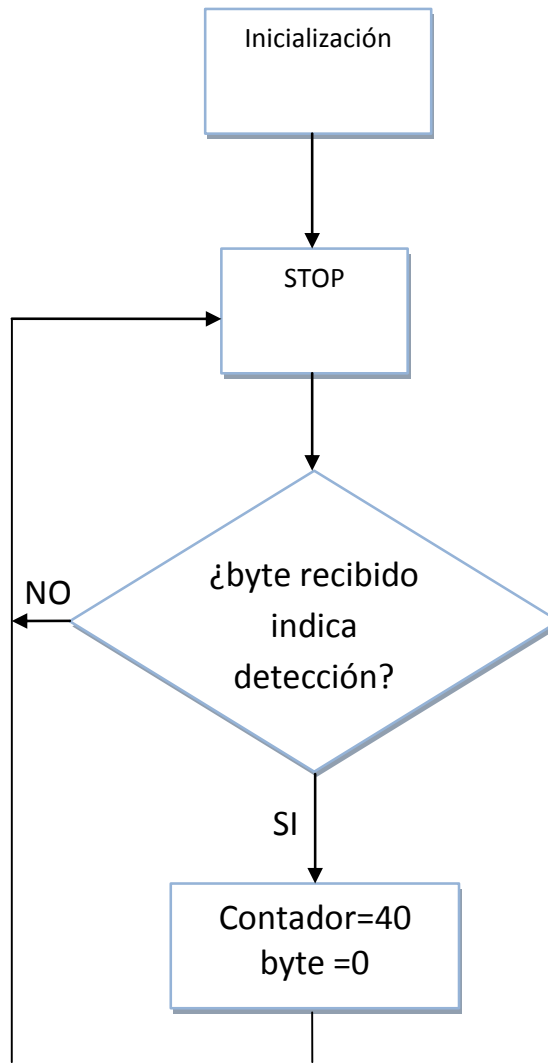 Inicialización
STOP
¿byte recibido
indica
detección?
NO
SI
Contador=40
byte =0